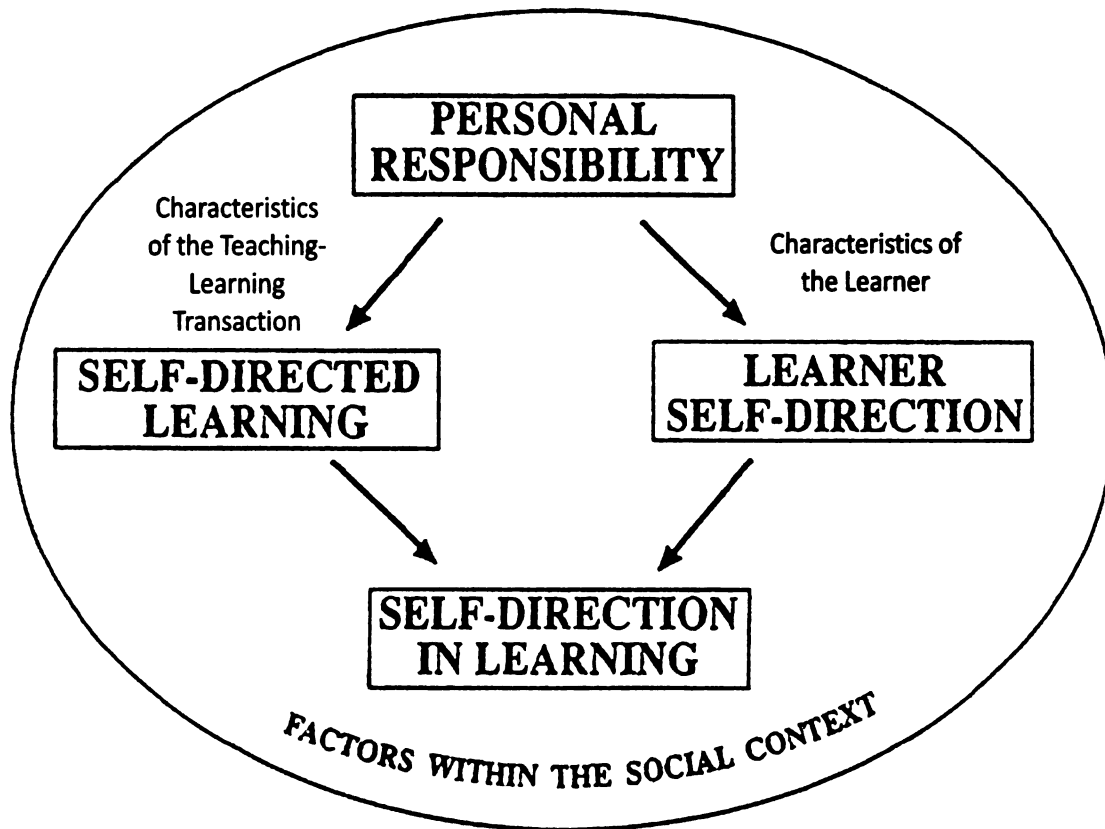 PERSONAL
RESPONSIBILITY
Characteristics
of the Teaching-
Learning
Transaction
Characteristics of
the Learner
SELF-DIRECTED
LEARNING
LEARNER
SELF-DIRECTION
SELF-DIRECTION
IN LEARNING
FACTORS WITHIN THE SOCIAL CONTEXT